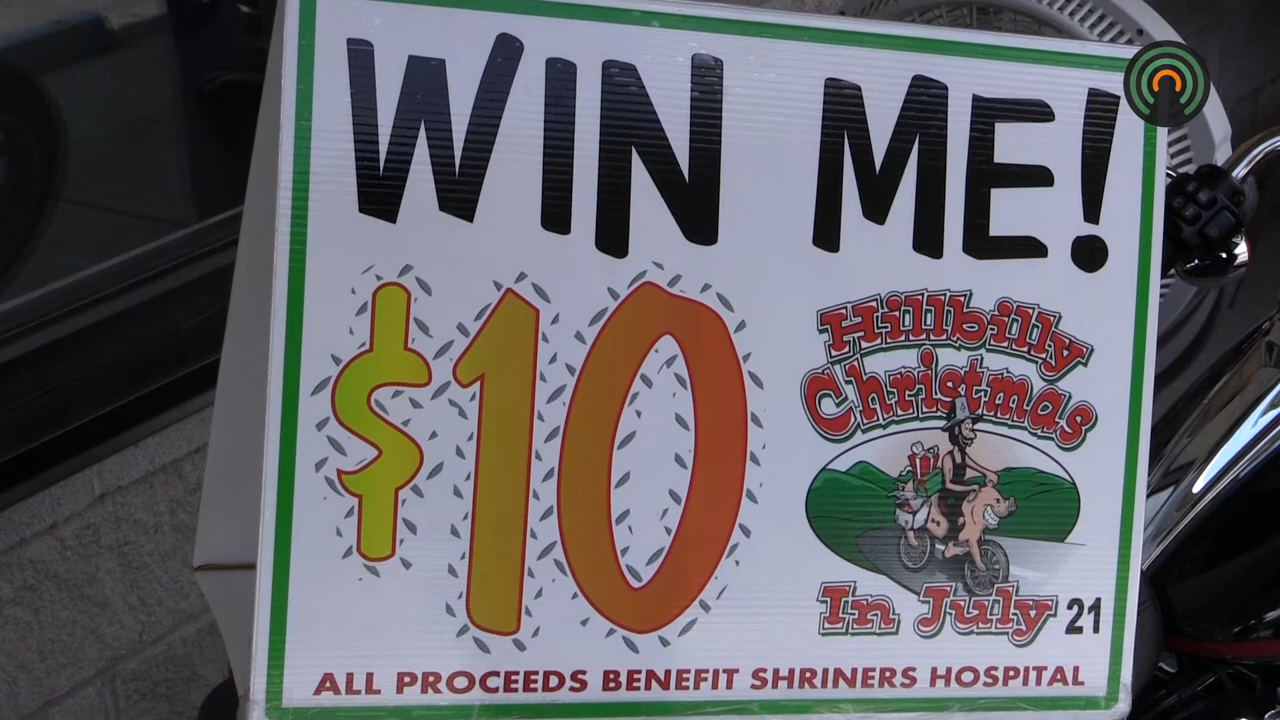 WIN ME!
$10
Hillbilly
Christmas
In July 21
ALL PROCEEDS BENEFIT SHRINERS HOSPITAL